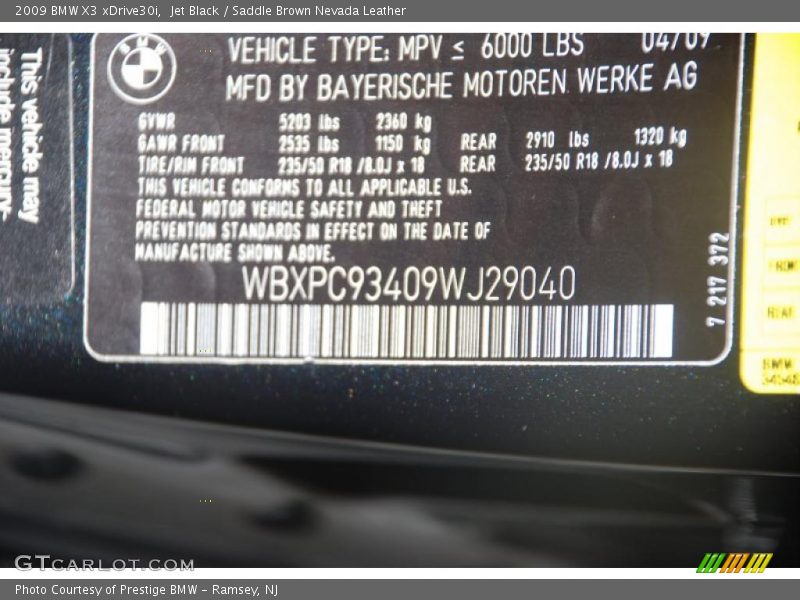 2009 BMW X3 xDrive30i, Jet Black / Saddle Brown Nevada Leather
This vehicle may
include mercury-
BMW
VEHICLE TYPE: MPV ≤ 6000 LBS 04/09
MFD BY BAYERISCHE MOTOREN WERKE AG
GVWR 5203 lbs 2360 kg
GAWR FRONT 2535 lbs 1150 kg REAR 2910 lbs 1320 kg
TIRE/RIM FRONT 235/50 R18 /8.0J x 18 REAR 235/50 R18 /8.0J x 18
THIS VEHICLE CONFORMS TO ALL APPLICABLE U.S.
FEDERAL MOTOR VEHICLE SAFETY AND THEFT
PREVENTION STANDARDS IN EFFECT ON THE DATE OF
MANUFACTURE SHOWN ABOVE.
WBXPC93409WJ29040
7 217 372
REAR
BMW
GTCARLOT.COM
Photo Courtesy of Prestige BMW - Ramsey, NJ